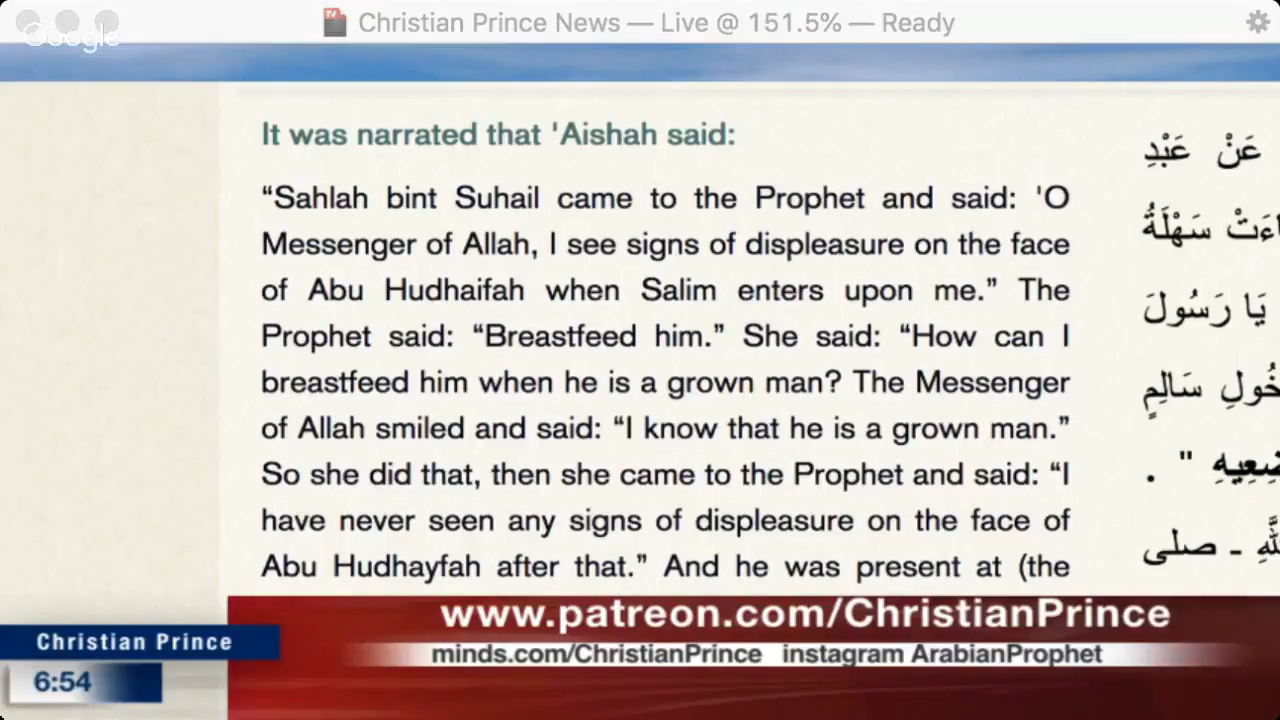 Christian Prince News — Live @ 151.5% — Ready
Google
It was narrated that 'Aishah said:
“Sahlah bint Suhail came to the Prophet and said: 'O
Messenger of Allah, I see signs of displeasure on the face
of Abu Hudhaifah when Salim enters upon me.” The
Prophet said: “Breastfeed him.” She said: “How can I
breastfeed him when he is a grown man? The Messenger
of Allah smiled and said: “I know that he is a grown man.”
So she did that, then she came to the Prophet and said: “I
have never seen any signs of displeasure on the face of
Abu Hudhayfah after that.” And he was present at (the
عَنْ عَبْدِ
سَهْلَةُ
يَا رَسُولَ
سَالِمٍ
" .
ـ صلى
www.patreon.com/ChristianPrince
minds.com/ChristianPrince instagram ArabianProphet
Christian Prince
6:54